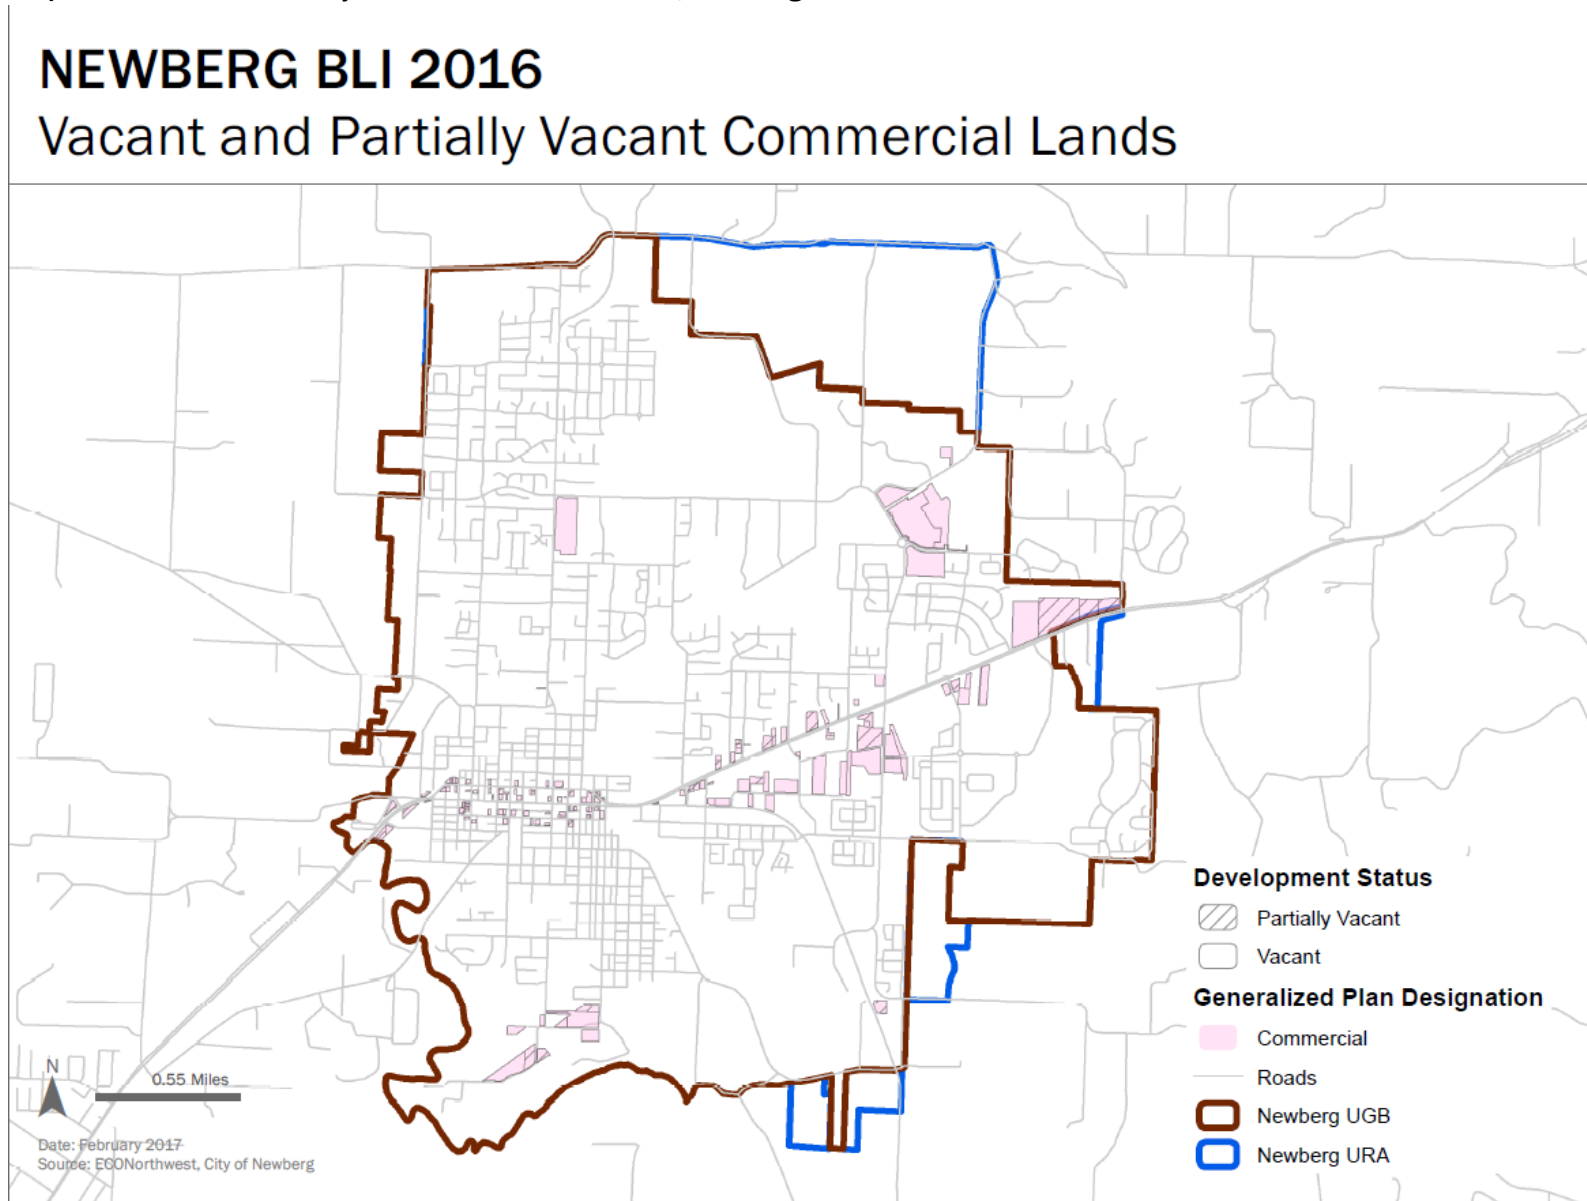 NEWBERG BLI 2016
Vacant and Partially Vacant Commercial Lands
Development Status
Partially Vacant
Vacant
Generalized Plan Designation
Commercial
Roads
Newberg UGB
Newberg URA
N
0.55 Miles
Date: February 2017
Source: ECONorthwest, City of Newberg